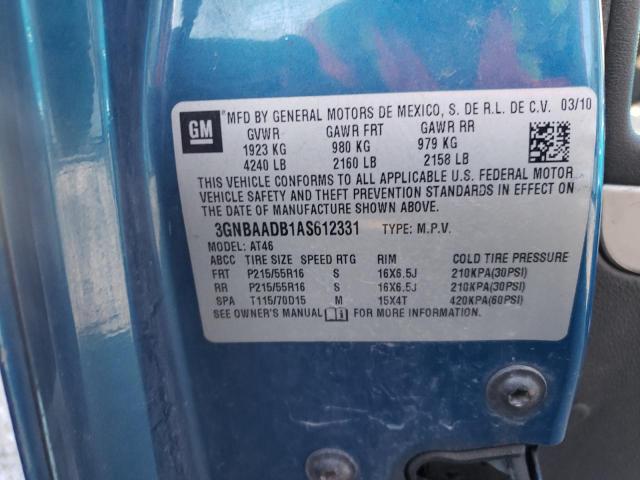 GM
MFD BY GENERAL MOTORS DE MEXICO, S. DE R.L. DE C.V. 03/10
GVWR GAWR FRT GAWR RR
1923 KG 980 KG 979 KG
4240 LB 2160 LB 2158 LB
THIS VEHICLE CONFORMS TO ALL APPLICABLE U.S. FEDERAL MOTOR
VEHICLE SAFETY AND THEFT PREVENTION STANDARDS IN EFFECT ON
THE DATE OF MANUFACTURE SHOWN ABOVE.
3GNBAADB1AS612331 TYPE: M.P.V.
MODEL: AT46
ABCC TIRE SIZE SPEED RTG RIM COLD TIRE PRESSURE
FRT P215/55R16 S 16X6.5J 210KPA(30PSI)
RR P215/55R16 S 16X6.5J 210KPA(30PSI)
SPA T115/70D15 M 15X4T 420KPA(60PSI)
SEE OWNER'S MANUAL FOR MORE INFORMATION.